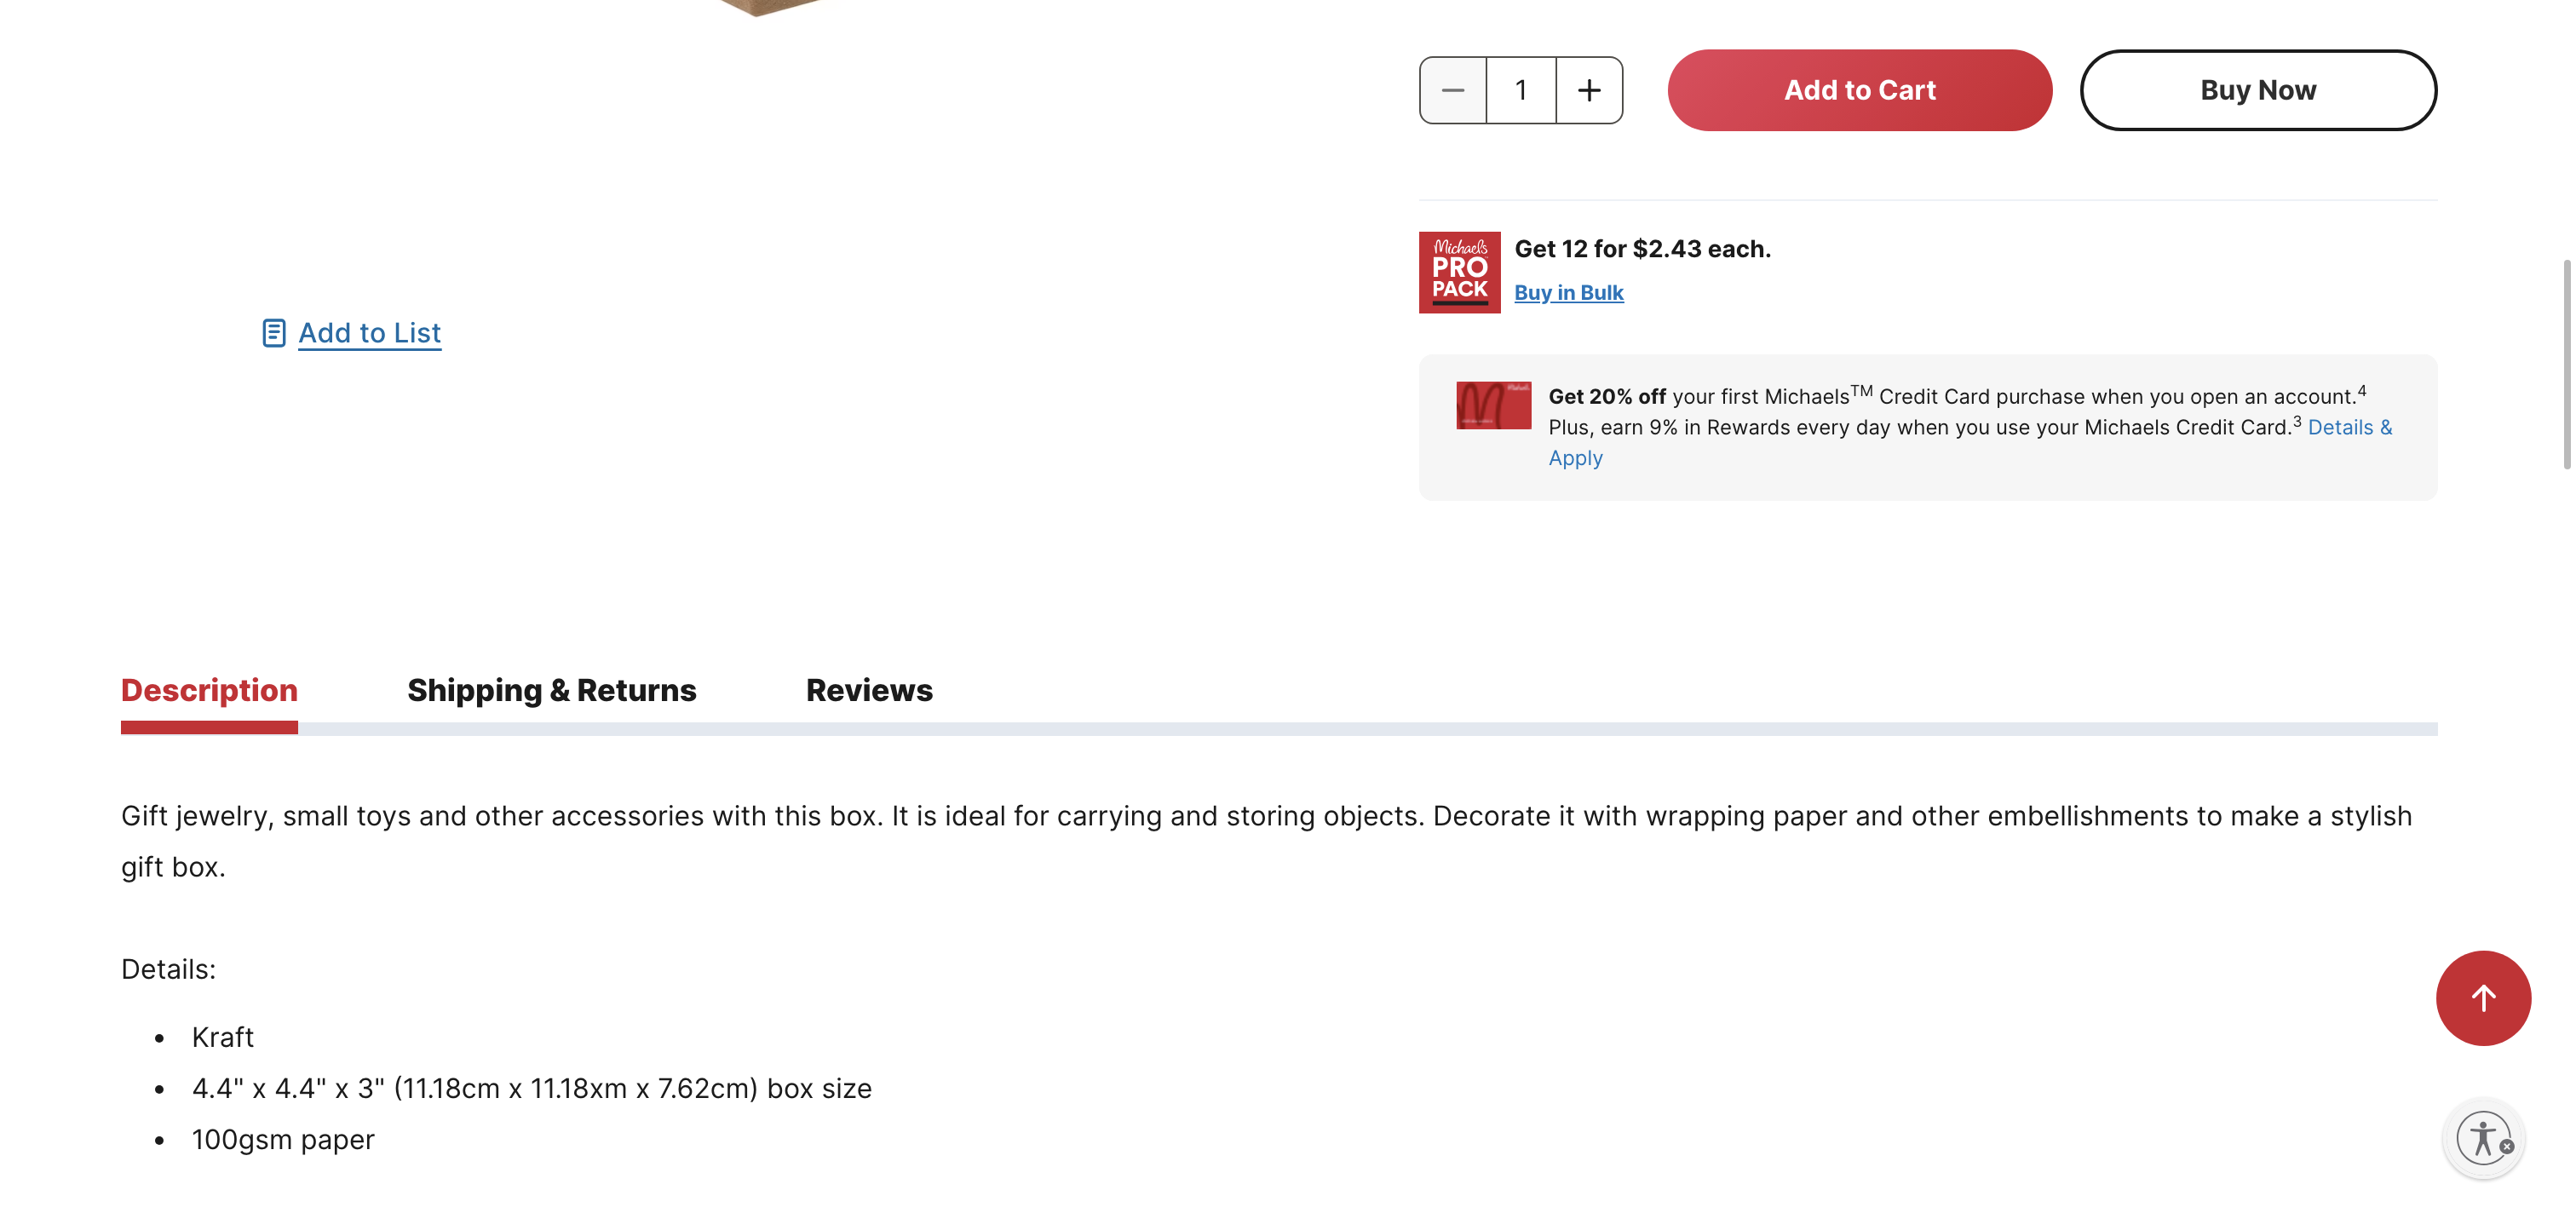 1
Add to Cart
Buy Now
Michaels
PRO
PACK
Get 12 for $2.43 each.
Buy in Bulk
Add to List
Get 20% off your first Michaels™ Credit Card purchase when you open an account.⁴
Plus, earn 9% in Rewards every day when you use your Michaels Credit Card.³ Details &
Apply
Description
Shipping & Returns
Reviews
Gift jewelry, small toys and other accessories with this box. It is ideal for carrying and storing objects. Decorate it with wrapping paper and other embellishments to make a stylish
gift box.
Details:
• Kraft
• 4.4" x 4.4" x 3" (11.18cm x 11.18xm x 7.62cm) box size
• 100gsm paper